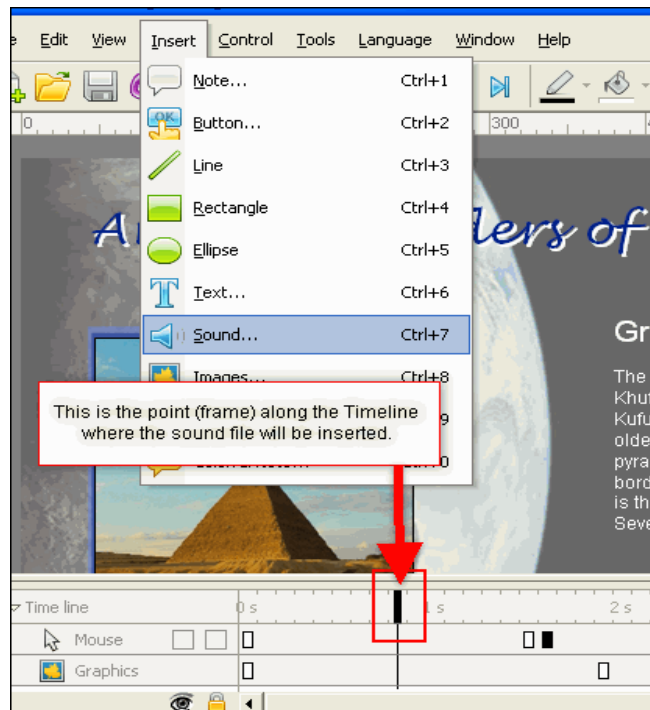 Edit View Insert Control Tools Language Window Help
Note... Ctrl+1
Button... Ctrl+2
Line Ctrl+3
Rectangle Ctrl+4
Ellipse Ctrl+5
Text... Ctrl+6
Sound... Ctrl+7
Images... Ctrl+8
This is the point (frame) along the Timeline
where the sound file will be inserted.
0 300
of
Gr
The
Khuf
Kufu
olde
pyra
bord
is th
Seve
Time line 0 s 1 s 2 s
Mouse
Graphics